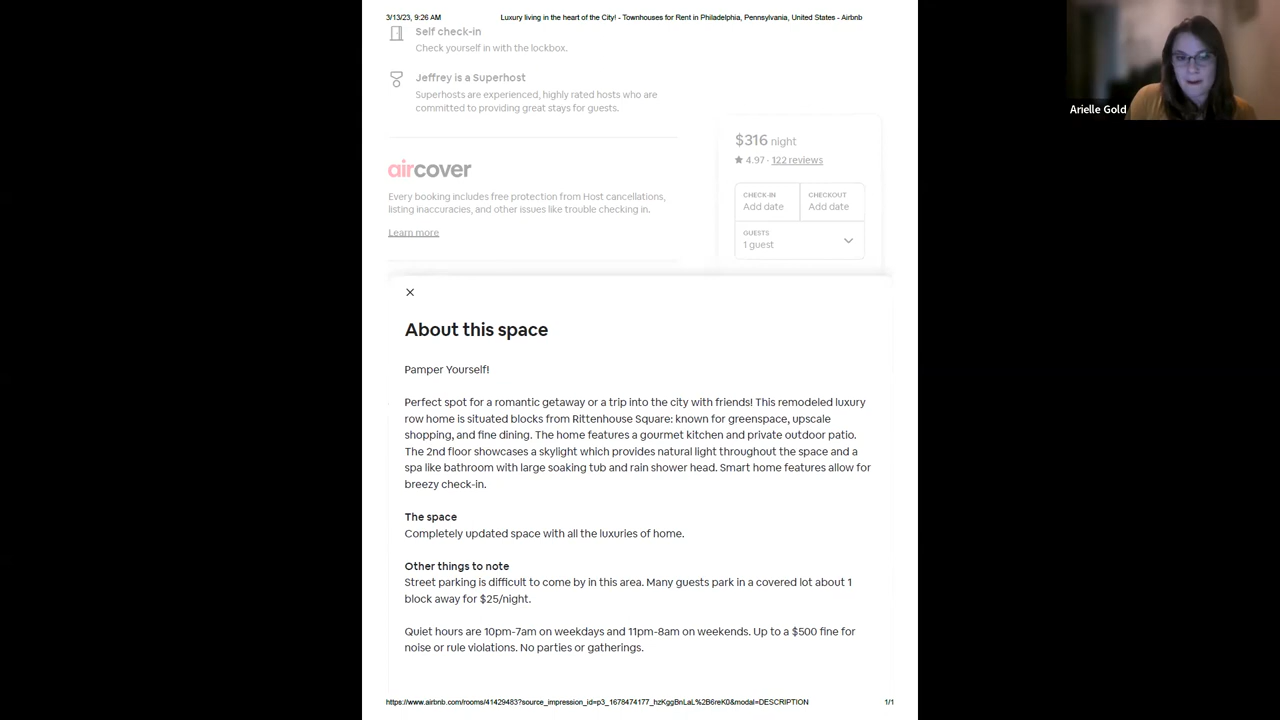 3/13/23, 9:26 AM
Luxury living in the heart of the City! - Townhouses for Rent in Philadelphia, Pennsylvania, United States - Airbnb
Self check-in
Check yourself in with the lockbox.
Jeffrey is a Superhost
Superhosts are experienced, highly rated hosts who are
committed to providing great stays for guests.
aircover
Every booking includes free protection from Host cancellations,
listing inaccuracies, and other issues like trouble checking in.
Learn more
$316 night
4.97 · 122 reviews
CHECK-IN
Add date
CHECKOUT
Add date
GUESTS
1 guest
About this space
Pamper Yourself!
Perfect spot for a romantic getaway or a trip into the city with friends! This remodeled luxury
row home is situated blocks from Rittenhouse Square: known for greenspace, upscale
shopping, and fine dining. The home features a gourmet kitchen and private outdoor patio.
The 2nd floor showcases a skylight which provides natural light throughout the space and a
spa like bathroom with large soaking tub and rain shower head. Smart home features allow for
breezy check-in.
The space
Completely updated space with all the luxuries of home.
Other things to note
Street parking is difficult to come by in this area. Many guests park in a covered lot about 1
block away for $25/night.
Quiet hours are 10pm-7am on weekdays and 11pm-8am on weekends. Up to a $500 fine for
noise or rule violations. No parties or gatherings.
https://www.airbnb.com/rooms/41429483?source_impression_id=p3_1678474177_hzKggBnLaL%2B6reK0&modal=DESCRIPTION
1/1
Arielle Gold